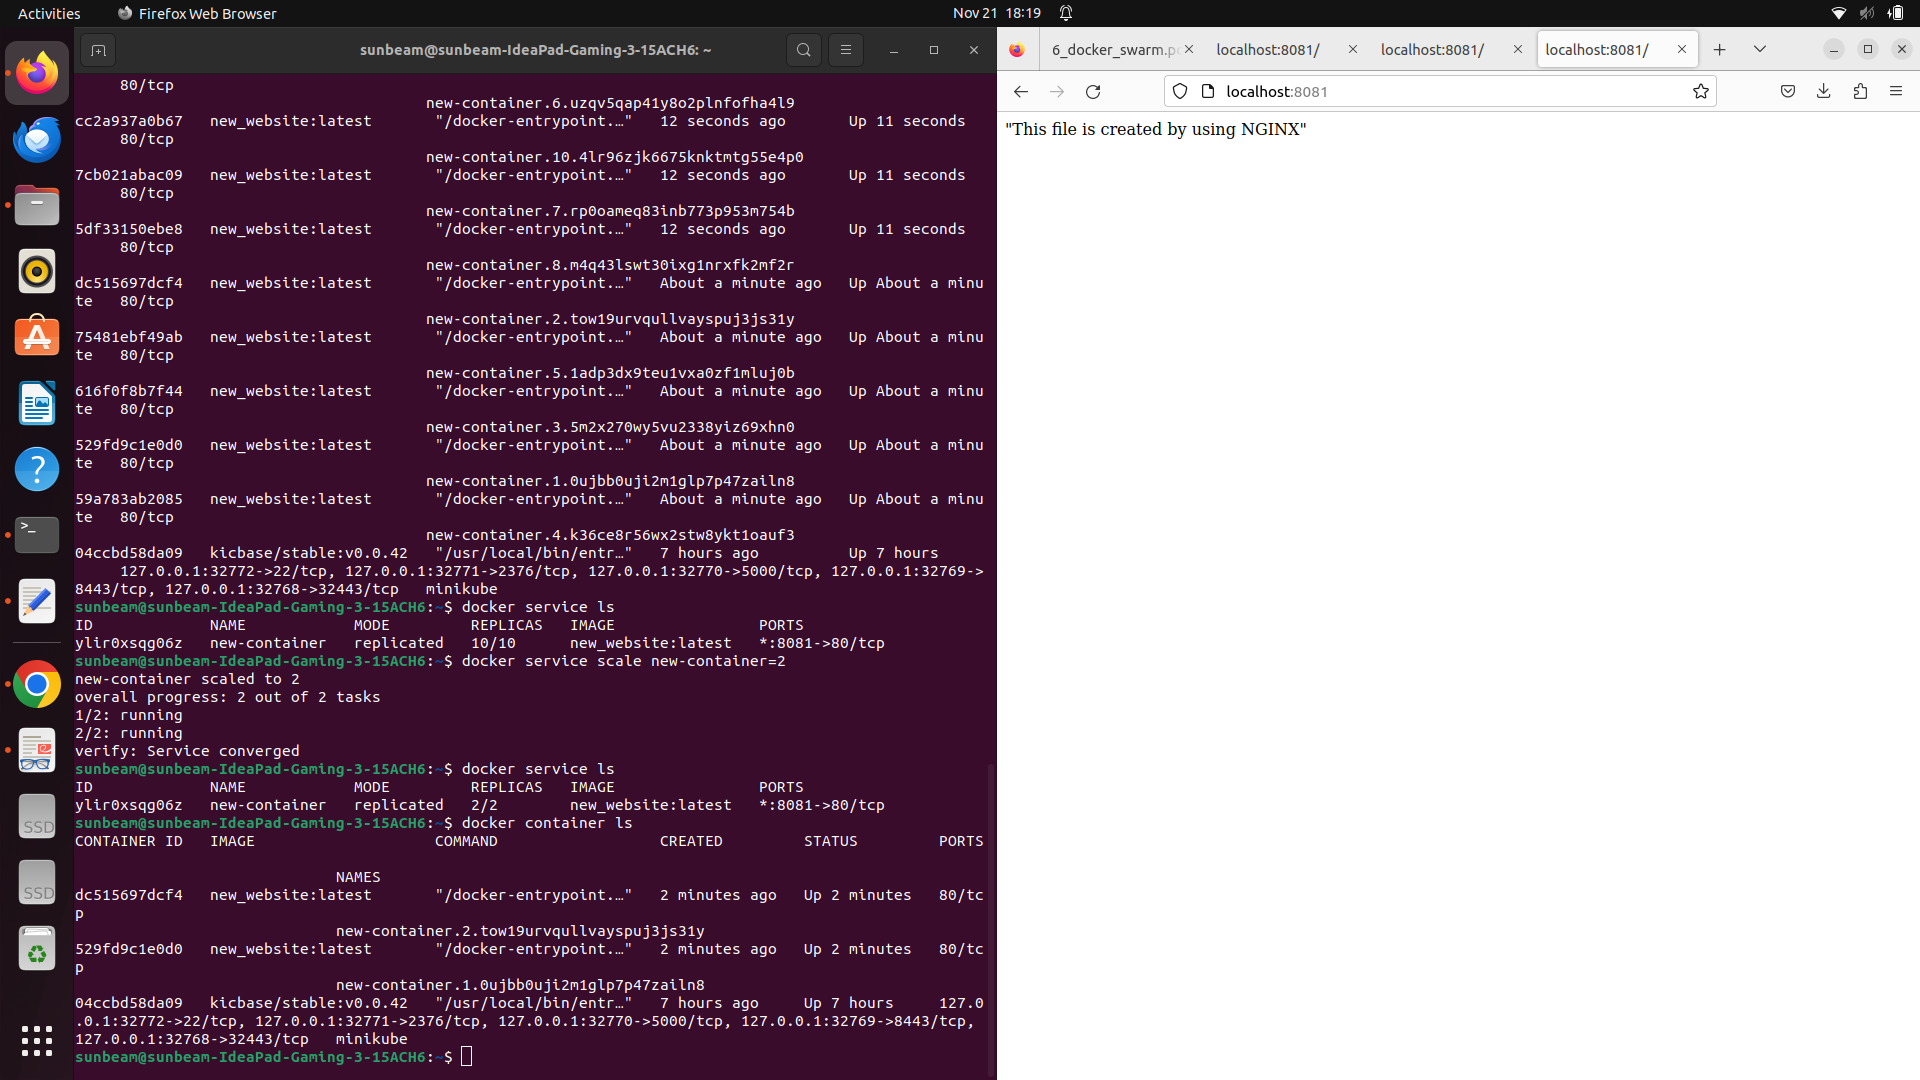 Activities
Firefox Web Browser
Nov 21 18:19
sunbeam@sunbeam-IdeaPad-Gaming-3-15ACH6: ~
80/tcp
new-container.6.uzqv5qap41y8o2plnfofha4l9
cc2a937a0b67 new_website:latest "/docker-entrypoint.…" 12 seconds ago Up 11 seconds
80/tcp
new-container.10.4lr96zjk6675knktmtg55e4p0
7cb021abac09 new_website:latest "/docker-entrypoint.…" 12 seconds ago Up 11 seconds
80/tcp
new-container.7.rp0oameq83inb773p953m754b
5df33150ebe8 new_website:latest "/docker-entrypoint.…" 12 seconds ago Up 11 seconds
80/tcp
new-container.8.m4q43lswt30ixg1nrxfk2mf2r
dc515697dcf4 new_website:latest "/docker-entrypoint.…" About a minute ago Up About a minu
te 80/tcp
new-container.2.tow19urvqullvayspuj3js31y
75481ebf49ab new_website:latest "/docker-entrypoint.…" About a minute ago Up About a minu
te 80/tcp
new-container.5.1adp3dx9teu1vxa0zf1mluj0b
616f0f8b7f44 new_website:latest "/docker-entrypoint.…" About a minute ago Up About a minu
te 80/tcp
new-container.3.5m2x270wy5vu2338yiz69xhn0
529fd9c1e0d0 new_website:latest "/docker-entrypoint.…" About a minute ago Up About a minu
te 80/tcp
new-container.1.0ujbb0uji2m1glp7p47zailn8
59a783ab2085 new_website:latest "/docker-entrypoint.…" About a minute ago Up About a minu
te 80/tcp
new-container.4.k36ce8r56wx2stw8ykt1oauf3
04ccbd58da09 kicbase/stable:v0.0.42 "/usr/local/bin/entr…" 7 hours ago Up 7 hours
127.0.0.1:32772->22/tcp, 127.0.0.1:32771->2376/tcp, 127.0.0.1:32770->5000/tcp, 127.0.0.1:32769->
8443/tcp, 127.0.0.1:32768->32443/tcp minikube
sunbeam@sunbeam-IdeaPad-Gaming-3-15ACH6:~$ docker service ls
ID NAME MODE REPLICAS IMAGE PORTS
ylir0xsqg06z new-container replicated 10/10 new_website:latest *:8081->80/tcp
sunbeam@sunbeam-IdeaPad-Gaming-3-15ACH6:~$ docker service scale new-container=2
new-container scaled to 2
overall progress: 2 out of 2 tasks
1/2: running
2/2: running
verify: Service converged
sunbeam@sunbeam-IdeaPad-Gaming-3-15ACH6:~$ docker service ls
ID NAME MODE REPLICAS IMAGE PORTS
ylir0xsqg06z new-container replicated 2/2 new_website:latest *:8081->80/tcp
sunbeam@sunbeam-IdeaPad-Gaming-3-15ACH6:~$ docker container ls
CONTAINER ID IMAGE COMMAND CREATED STATUS PORTS
NAMES
dc515697dcf4 new_website:latest "/docker-entrypoint.…" 2 minutes ago Up 2 minutes 80/tc
p
new-container.2.tow19urvqullvayspuj3js31y
529fd9c1e0d0 new_website:latest "/docker-entrypoint.…" 2 minutes ago Up 2 minutes 80/tc
p
new-container.1.0ujbb0uji2m1glp7p47zailn8
04ccbd58da09 kicbase/stable:v0.0.42 "/usr/local/bin/entr…" 7 hours ago Up 7 hours 127.0
.0.1:32772->22/tcp, 127.0.0.1:32771->2376/tcp, 127.0.0.1:32770->5000/tcp, 127.0.0.1:32769->8443/tcp,
127.0.0.1:32768->32443/tcp minikube
sunbeam@sunbeam-IdeaPad-Gaming-3-15ACH6:~$
SSD
SSD
6_docker_swarm.p
localhost:8081/
localhost:8081/
localhost:8081/
localhost:8081
"This file is created by using NGINX"